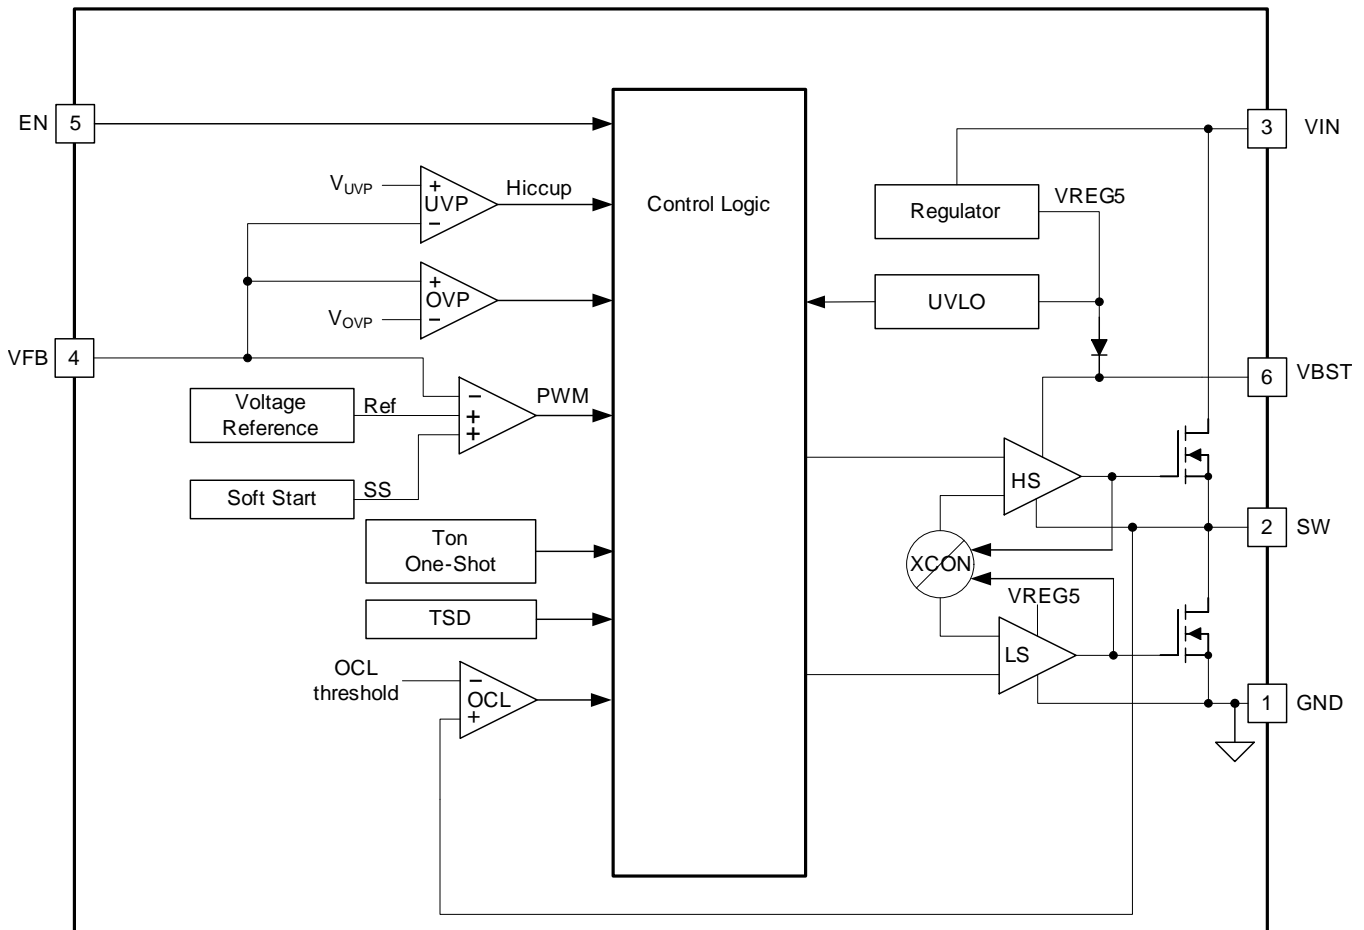 EN
5
3
VIN
VUVP
+
UVP
−
Hiccup
Control Logic
Regulator
VREG5
+
OVP
−
VOVP
UVLO
VFB
4
6
VBST
Voltage
Reference
Ref
−
+
+
PWM
Soft Start
SS
HS
2
SW
Ton
One-Shot
XCON
TSD
VREG5
LS
OCL
threshold
−
OCL
+
1
GND